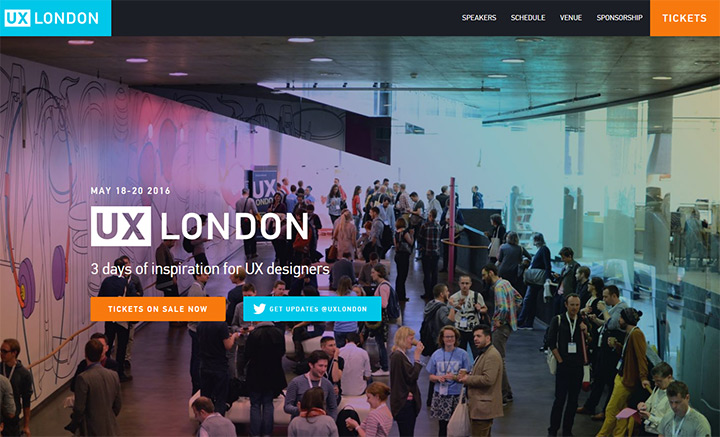 UX LONDON
SPEAKERS SCHEDULE VENUE SPONSORSHIP TICKETS
UX
LONDON
MAY 18-20 2016
UX LONDON
3 days of inspiration for UX designers
TICKETS ON SALE NOW
GET UPDATES @UXLONDON